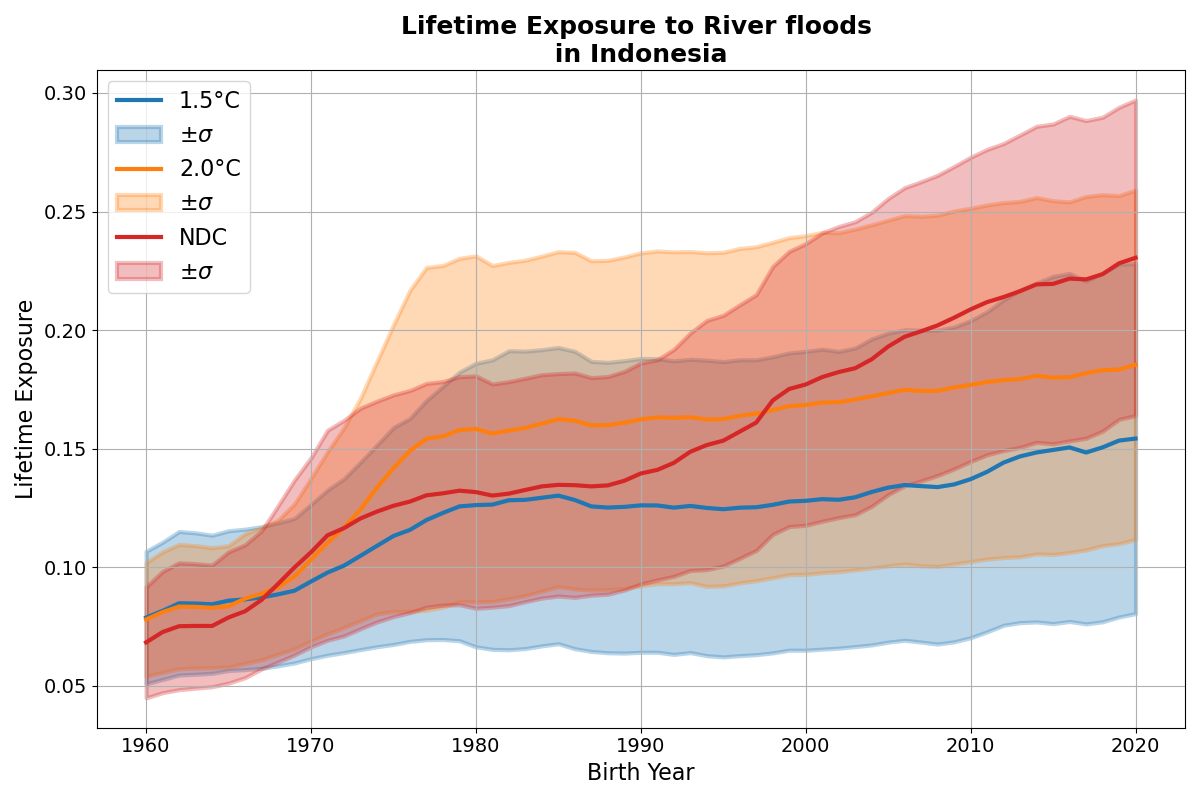 Lifetime Exposure to River floods
in Indonesia
Lifetime Exposure
0.30
0.25
0.20
0.15
0.10
0.05
1.5°C
±σ
2.0°C
±σ
NDC
±σ
1960 1970 1980 1990 2000 2010 2020
Birth Year